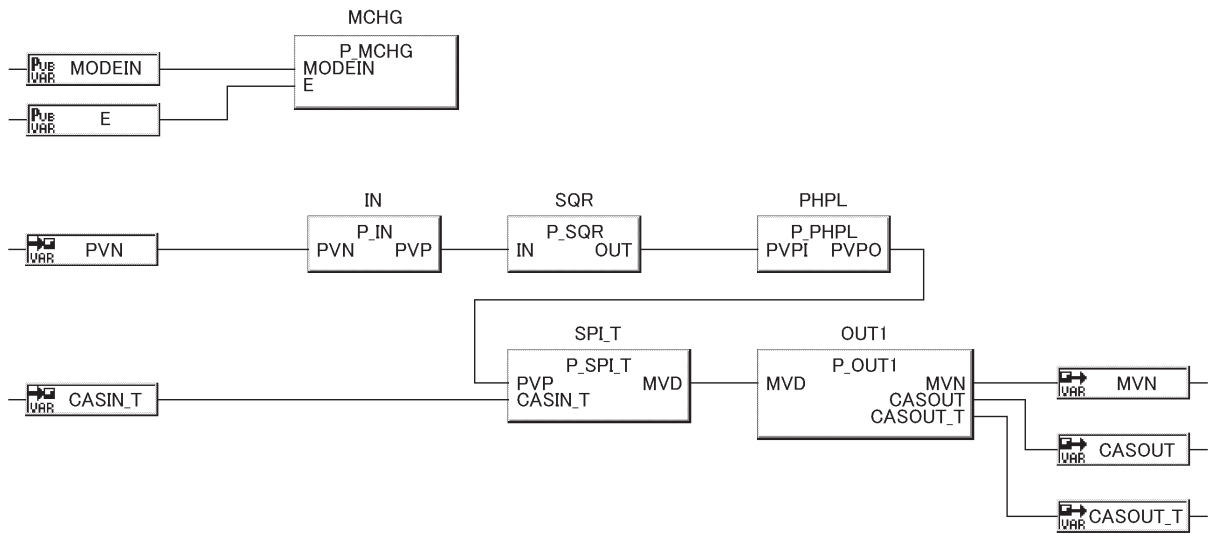 MCHG
P_MCHG
PUB VAR MODEIN
MODEIN
E
PUB VAR E
IN
SQR
PHPL
P_IN
P_SQR
P_PHPL
VAR PVN
PVN PVP
IN OUT
PVPI PVPO
SPI_T
OUT1
P_SPI_T
P_OUT1
PVP MVD
MVD MVN
VAR MVN
VAR CASIN_T
CASIN_T
CASOUT
CASOUT_T
VAR CASOUT
VAR CASOUT_T